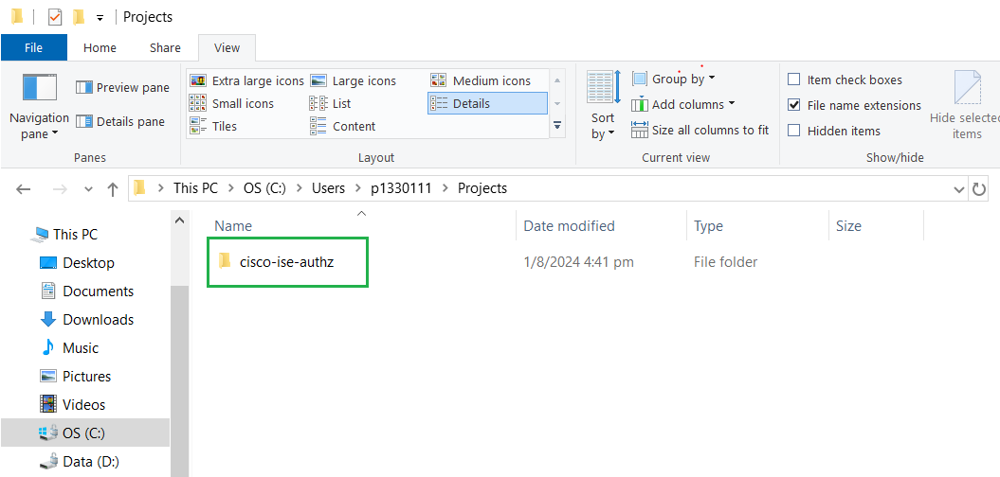 Projects
File Home Share View
Navigation pane
Preview pane
Details pane
Panes
Extra large icons Large icons Medium icons
Small icons List Details
Tiles Content
Layout
Sort by
Group by
Add columns
Size all columns to fit
Current view
Item check boxes
File name extensions
Hidden items
Hide selected items
Show/hide
This PC OS (C:) Users p1330111 Projects
This PC
Desktop
Documents
Downloads
Music
Pictures
Videos
OS (C:)
Data (D:)
Name Date modified Type Size
cisco-ise-authz 1/8/2024 4:41 pm File folder